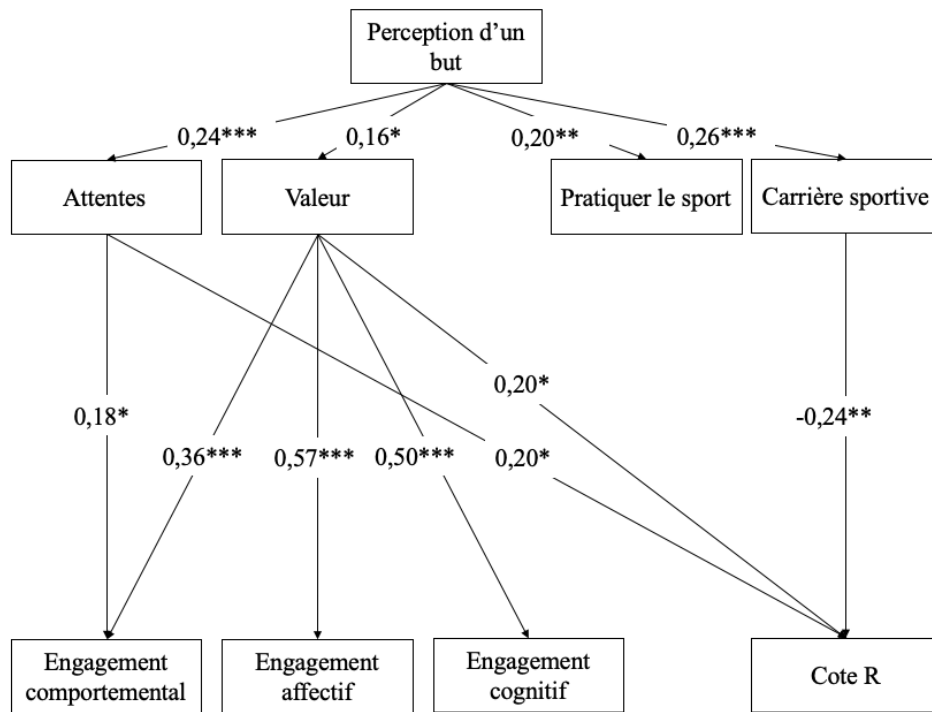 Perception d’un
but
0,24***
0,16*
0,20**
0,26***
Attentes
Valeur
Pratiquer le sport
Carrière sportive
0,20*
0,18*
-0,24**
0,36***
0,57***
0,50***
0,20*
Engagement
comportemental
Engagement
affectif
Engagement
cognitif
Cote R